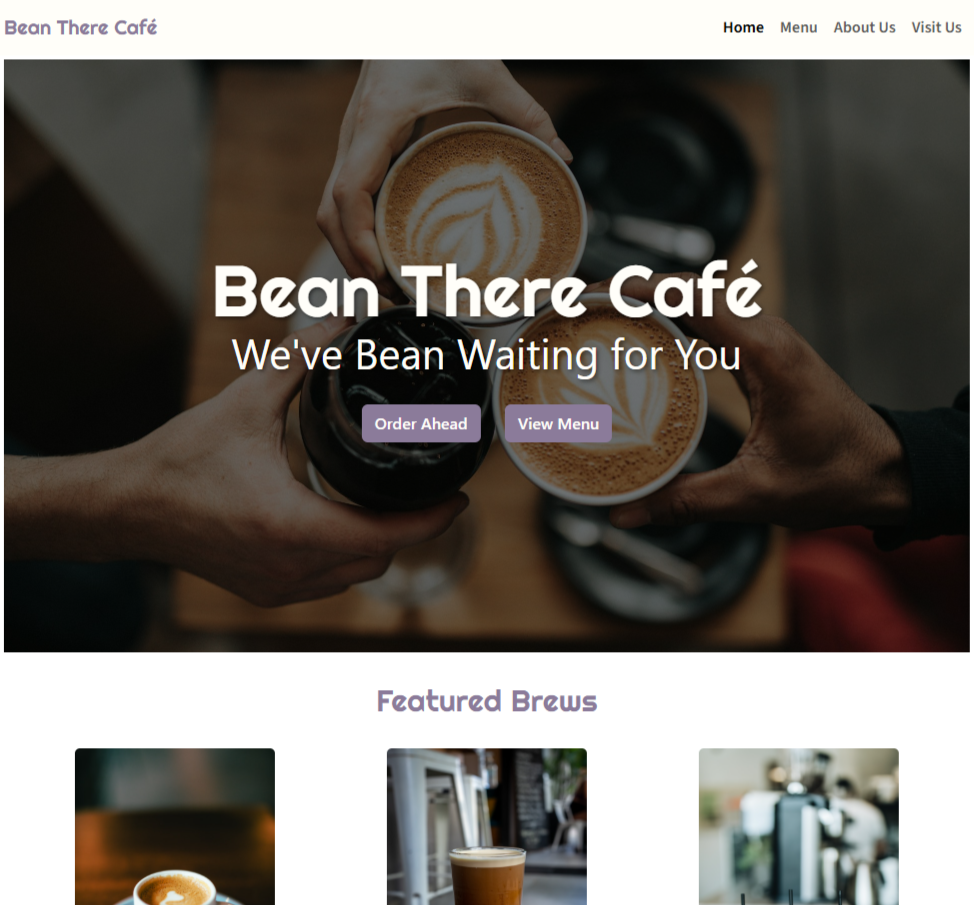 Bean There Café
Home Menu About Us Visit Us
Bean There Café
We've Bean Waiting for You
Order Ahead View Menu
Featured Brews